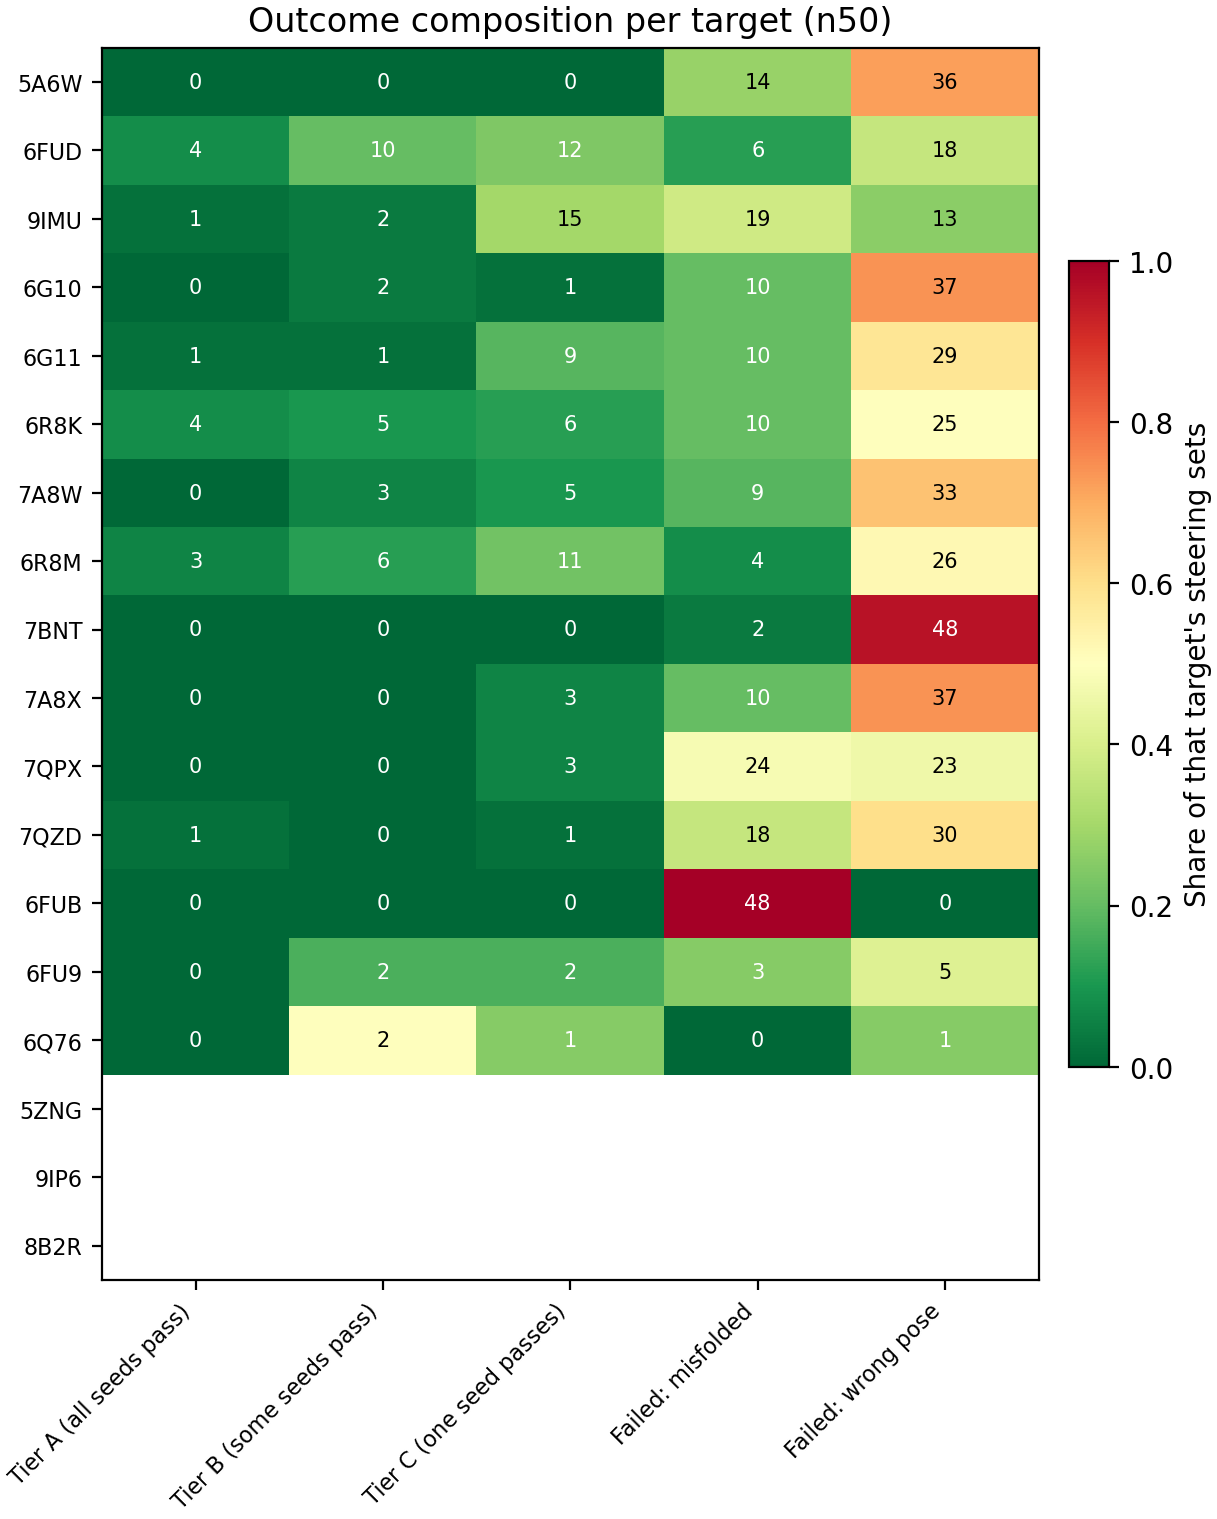 Outcome composition per target (n50)
5A6W 0 0 0 14 36
6FUD 4 10 12 6 18
9IMU 1 2 15 19 13
6G10 0 2 1 10 37
6G11 1 1 9 10 29
6R8K 4 5 6 10 25
7A8W 0 3 5 9 33
6R8M 3 6 11 4 26
7BNT 0 0 0 2 48
7A8X 0 0 3 10 37
7QPX 0 0 3 24 23
7QZD 1 0 1 18 30
6FUB 0 0 0 48 0
6FU9 0 2 2 3 5
6Q76 0 2 1 0 1
5ZNG
9IP6
8B2R
Tier A (all seeds pass)
Tier B (some seeds pass)
Tier C (one seed passes)
Failed: misfolded
Failed: wrong pose
1.0
0.8
0.6
0.4
0.2
0.0
Share of that target's steering sets